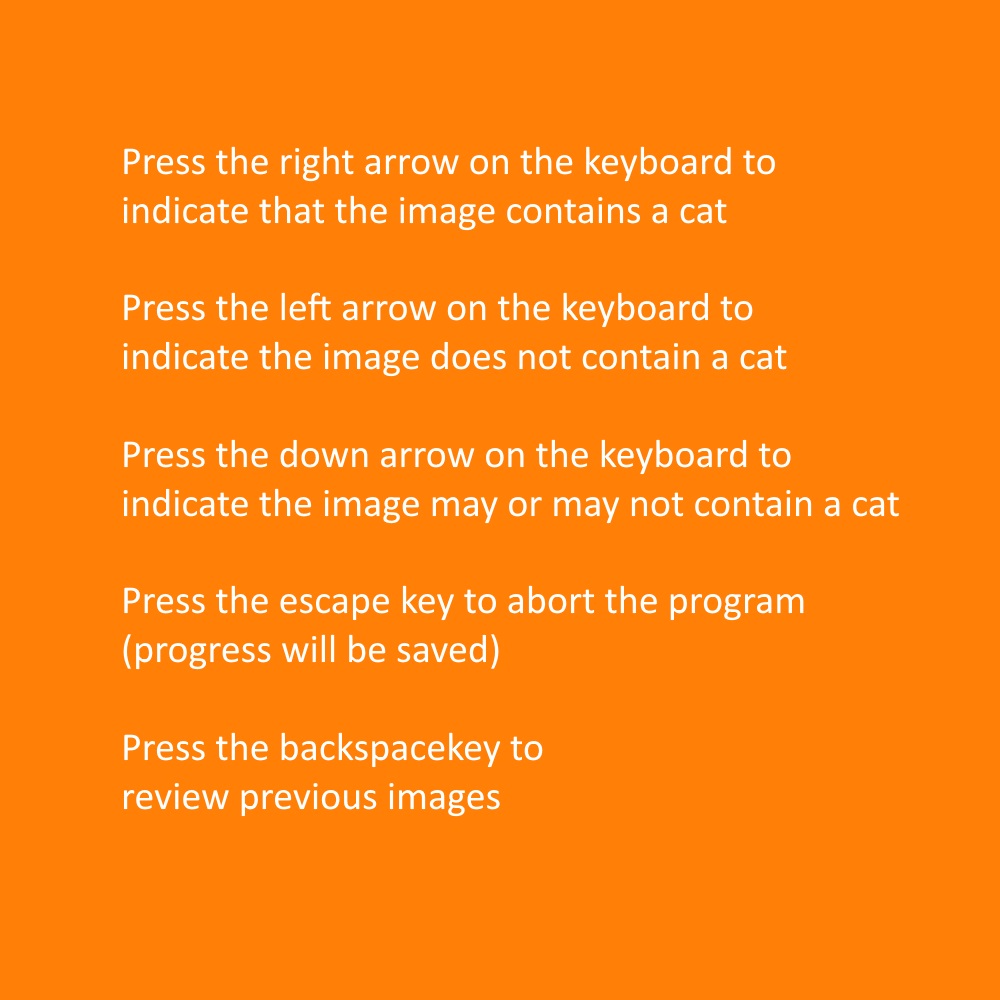 Press the right arrow on the keyboard to
indicate that the image contains a cat
Press the left arrow on the keyboard to
indicate the image does not contain a cat
Press the down arrow on the keyboard to
indicate the image may or may not contain a cat
Press the escape key to abort the program
(progress will be saved)
Press the backspacekey to
review previous images